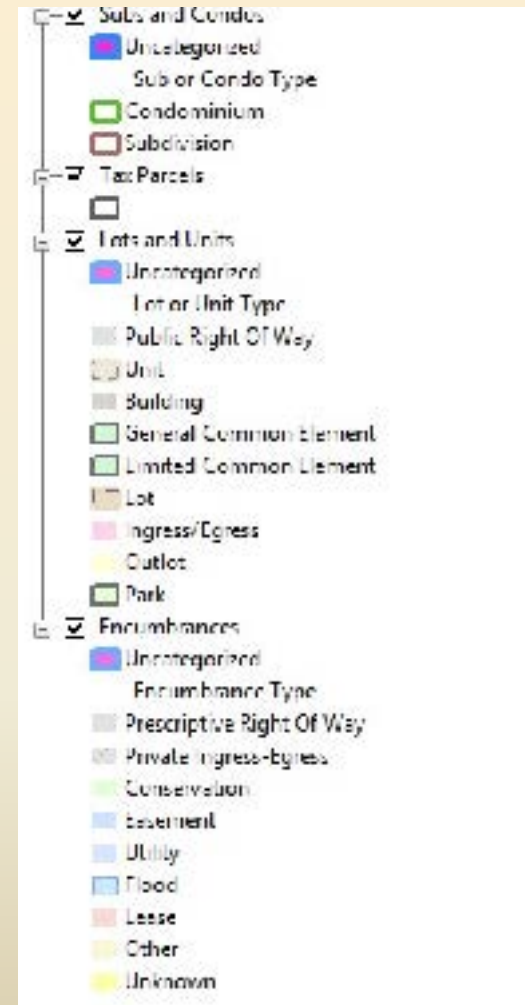 Subs and Condos
Uncategorized
Sub or Condo Type
Condominium
Subdivision
Tax Parcels
Lots and Units
Uncategorized
Lot or Unit Type
Public Right Of Way
Unit
Building
General Common Element
Limited Common Element
Lot
Ingress/Egress
Outlot
Park
Encumbrances
Uncategorized
Encumbrance Type
Prescriptive Right Of Way
Private Ingress-Egress
Conservation
Easement
Utility
Flood
Lease
Other
Unknown